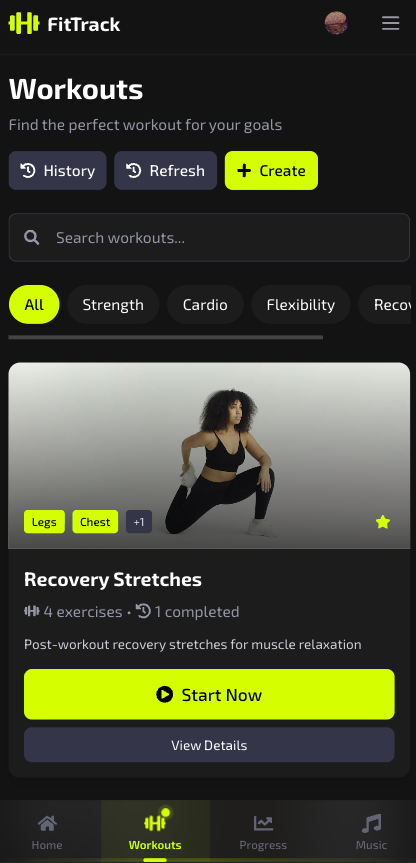 FitTrack
Workouts
Find the perfect workout for your goals
History Refresh Create
Search workouts...
All Strength Cardio Flexibility
Legs Chest +1
Recovery Stretches
4 exercises • 1 completed
Post-workout recovery stretches for muscle relaxation
Start Now
View Details
Home Workouts Progress Music